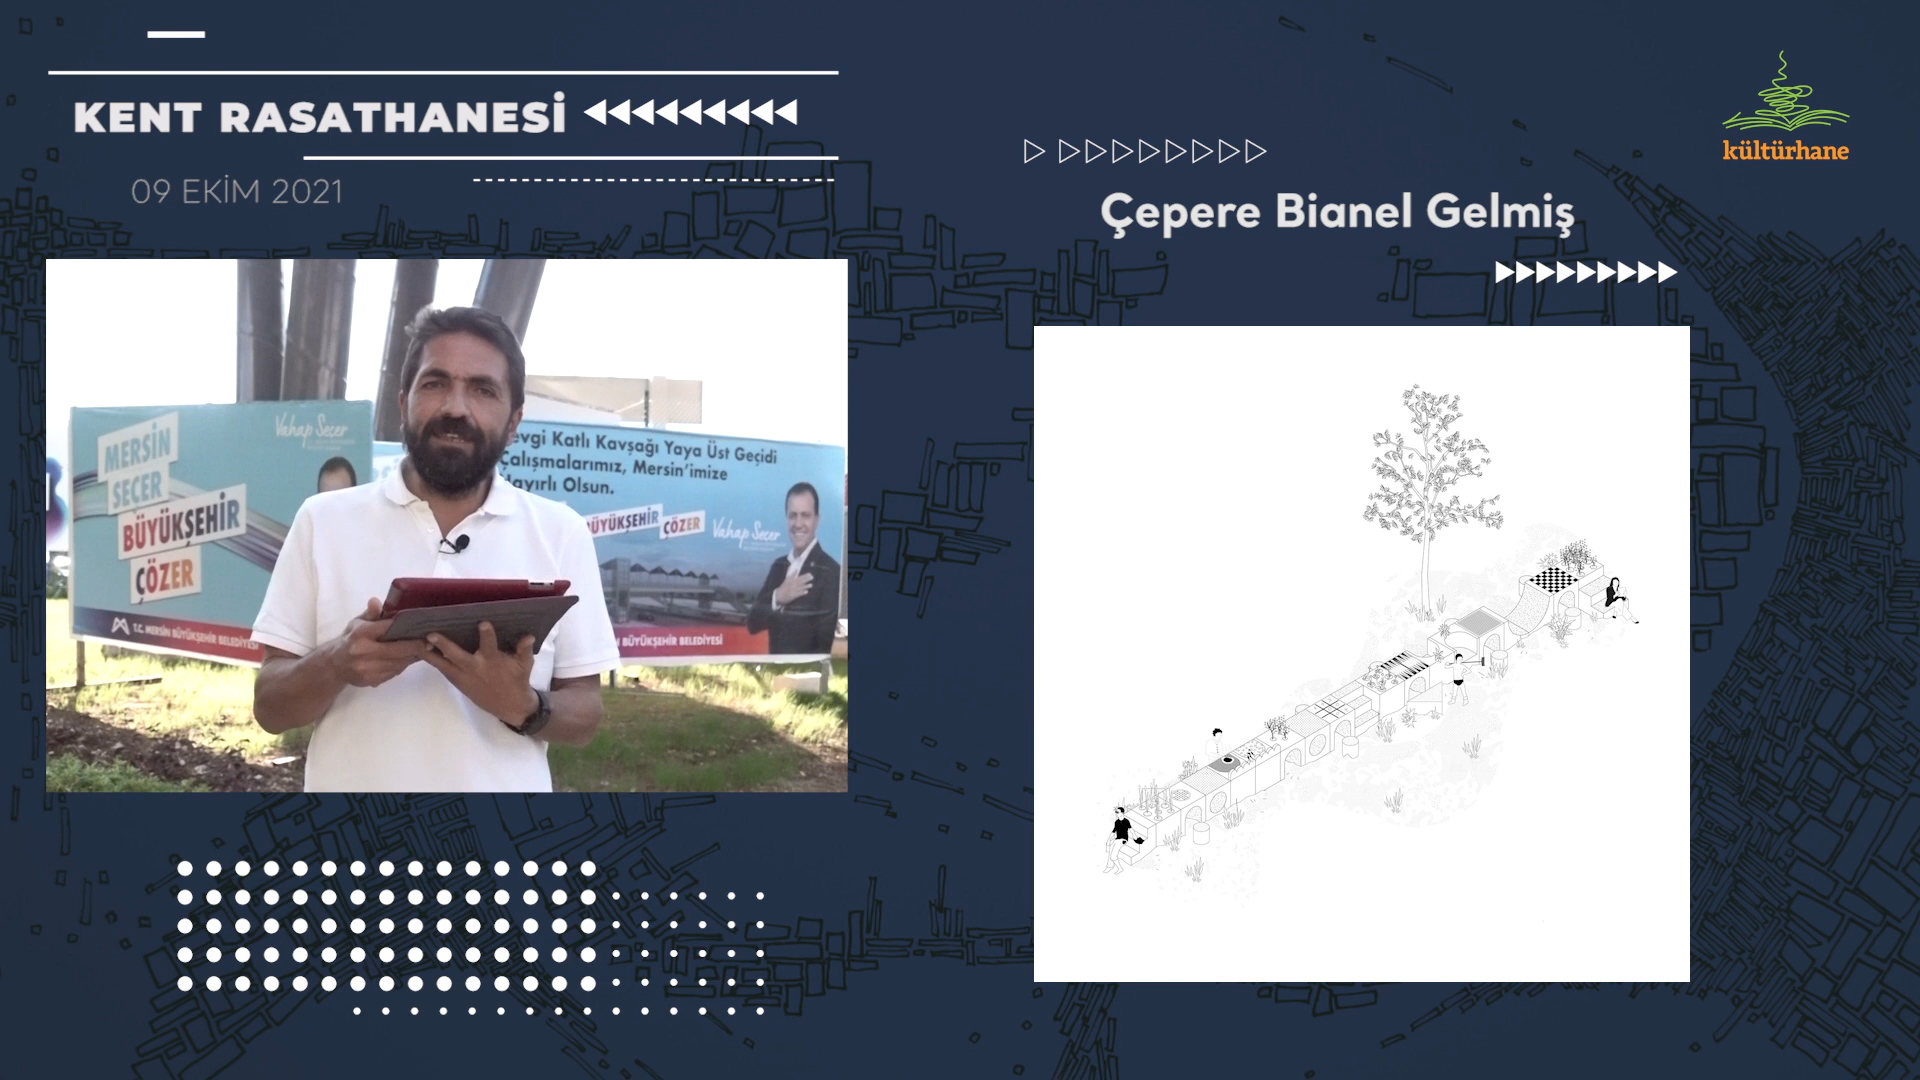 KENT RASATHANESİ
09 EKİM 2021
kültürhane
Çepere Bianel Gelmiş
MERSİN
SEÇER
BÜYÜKŞEHİR
ÇÖZER
Vahap Seçer
T.C. MERSİN BÜYÜKŞEHİR BELEDİYESİ
evgi Katlı Kavşağı Yaya Üst Geçidi
Çalışmalarımız, Mersin'imize
Hayırlı Olsun.
BÜYÜKŞEHİR
ÇÖZER
Vahap Seçer
BÜYÜKŞEHİR BELEDİYESİ